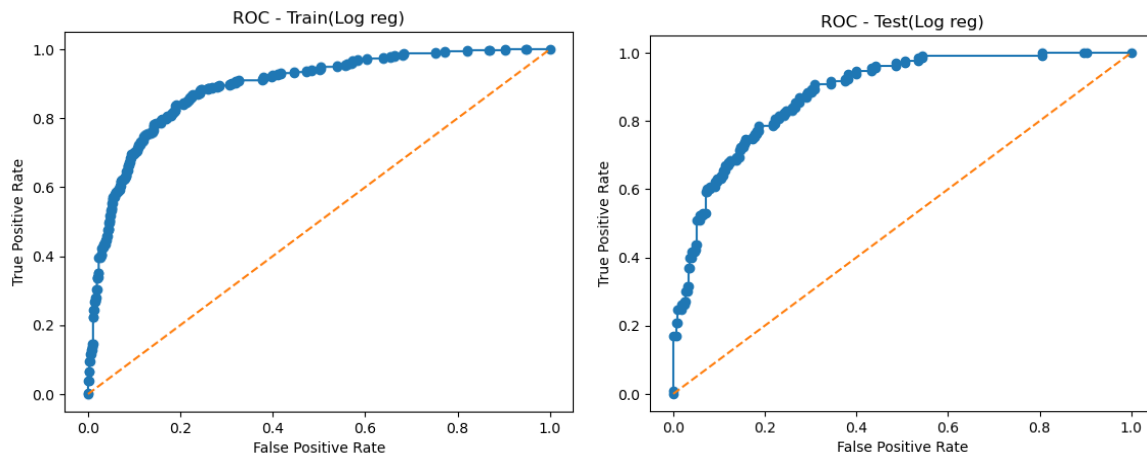 ROC - Train(Log reg)
True Positive Rate
1.0
0.8
0.6
0.4
0.2
0.0
0.0 0.2 0.4 0.6 0.8 1.0
False Positive Rate
ROC - Test(Log reg)
True Positive Rate
1.0
0.8
0.6
0.4
0.2
0.0
0.0 0.2 0.4 0.6 0.8 1.0
False Positive Rate